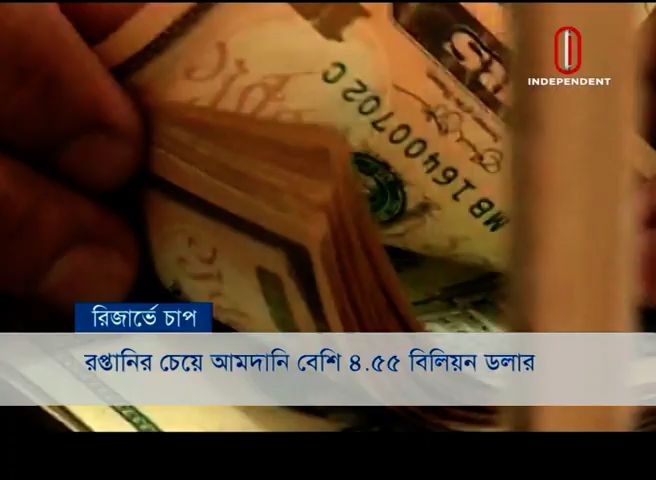 INDEPENDENT
MB16400702C
রিজার্ভে চাপ
রপ্তানির চেয়ে আমদানি বেশি ৪.৫৫ বিলিয়ন ডলার